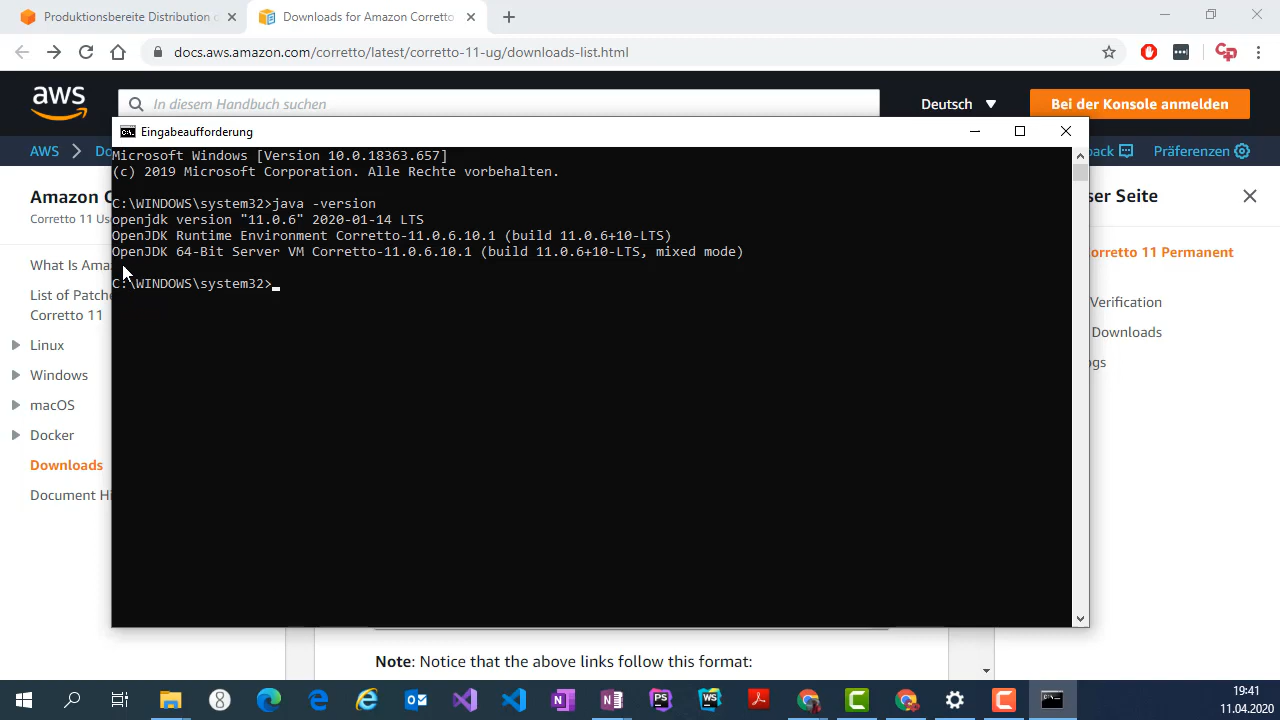 Produktionsbereite Distribution
Downloads for Amazon Corretto
docs.aws.amazon.com/corretto/latest/corretto-11-ug/downloads-list.html
aws
In diesem Handbuch suchen
Deutsch
Bei der Konsole anmelden
AWS
Präferenzen
Eingabeaufforderung
Microsoft Windows [Version 10.0.18363.657]
(c) 2019 Microsoft Corporation. Alle Rechte vorbehalten.
C:\WINDOWS\system32>java -version
openjdk version "11.0.6" 2020-01-14 LTS
OpenJDK Runtime Environment Corretto-11.0.6.10.1 (build 11.0.6+10-LTS)
OpenJDK 64-Bit Server VM Corretto-11.0.6.10.1 (build 11.0.6+10-LTS, mixed mode)
C:\WINDOWS\system32>
Amazon C
Corretto 11 Use
What Is Ama
List of Patche
Corretto 11
Linux
Windows
macOS
Docker
Downloads
Document Hi
Seite
orretto 11 Permanent
Verification
Downloads
Note: Notice that the above links follow this format:
19:41
11.04.2020